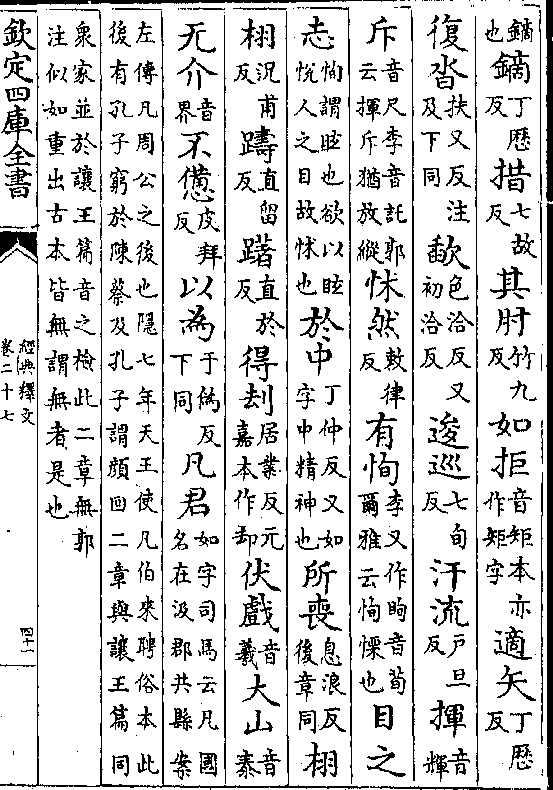 鏑也鏑丁歷反措七故反其肘竹九反如拒音矩本亦作矩字適矢丁歷反
復沓扶又反注及下同歃色洽反又初洽反逡巡七旬反汗流戶旦反揮音輝
斥音尺李音託郭云揮斥猶放縱怵然敕律反有恂李又作眴音荀爾雅云恂慄也目之
志恂謂眩也欲以眩悅人之目故怵也於中丁仲反又如字中精神也所喪息浪反後章同栩
栩况甫反躊直留反躇直於反得刦居業反元嘉本作却伏戲音羲大山音泰
无介音界不憊皮拜反以為于偽反下同凡君如字司馬云凡國名在汲郡共縣案
左傳凡周公之後也隱七年天王使凡伯來聘俗本此
後有孔子窮於陳蔡及孔子謂顏回二章與讓王篇同
衆家並於讓王篇音之檢此二章無郭
注似如重出古本皆無謂無者是也
欽定四庫全書
經典釋文
卷二十七
四十一